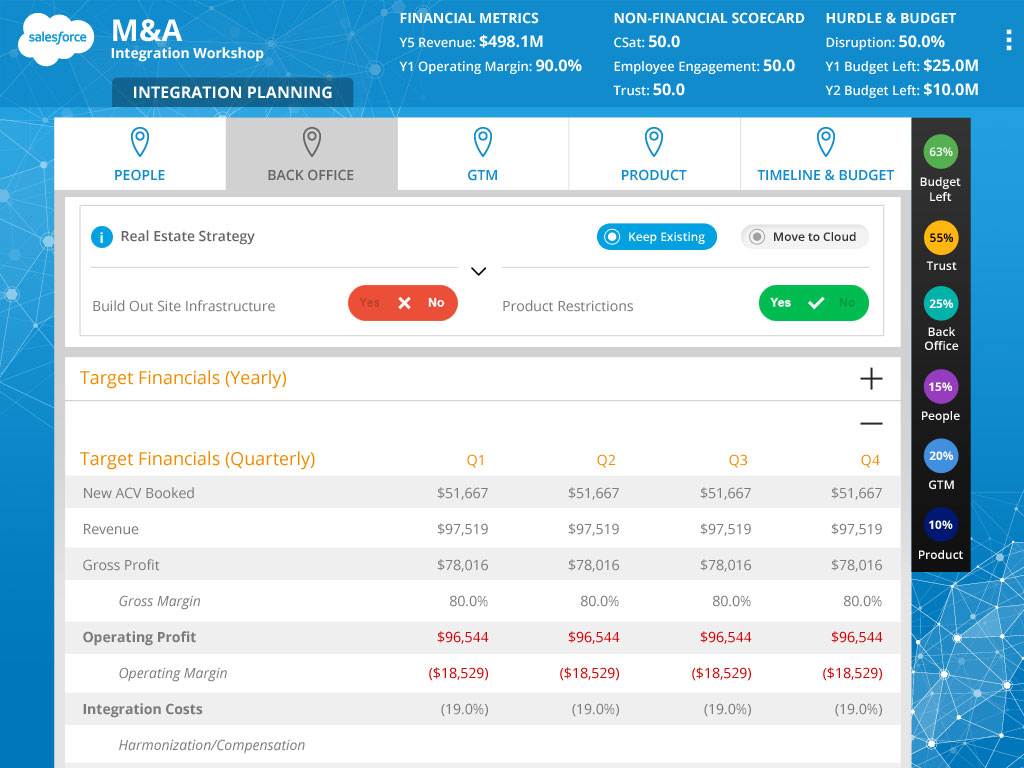 salesforce
M&A
Integration Workshop
INTEGRATION PLANNING
FINANCIAL METRICS
Y5 Revenue: $498.1M
Y1 Operating Margin: 90.0%
NON-FINANCIAL SCOECARD
CSat: 50.0
Employee Engagement: 50.0
Trust: 50.0
HURDLE & BUDGET
Disruption: 50.0%
Y1 Budget Left: $25.0M
Y2 Budget Left: $10.0M
PEOPLE
BACK OFFICE
GTM
PRODUCT
TIMELINE & BUDGET
i Real Estate Strategy
Keep Existing
Move to Cloud
Build Out Site Infrastructure
Yes No
Product Restrictions
Yes No
Target Financials (Yearly)
Target Financials (Quarterly) Q1 Q2 Q3 Q4
New ACV Booked $51,667 $51,667 $51,667 $51,667
Revenue $97,519 $97,519 $97,519 $97,519
Gross Profit $78,016 $78,016 $78,016 $78,016
Gross Margin 80.0% 80.0% 80.0% 80.0%
Operating Profit $96,544 $96,544 $96,544 $96,544
Operating Margin ($18,529) ($18,529) ($18,529) ($18,529)
Integration Costs (19.0%) (19.0%) (19.0%) (19.0%)
Harmonization/Compensation
63%
Budget
Left
55%
Trust
25%
Back
Office
15%
People
20%
GTM
10%
Product